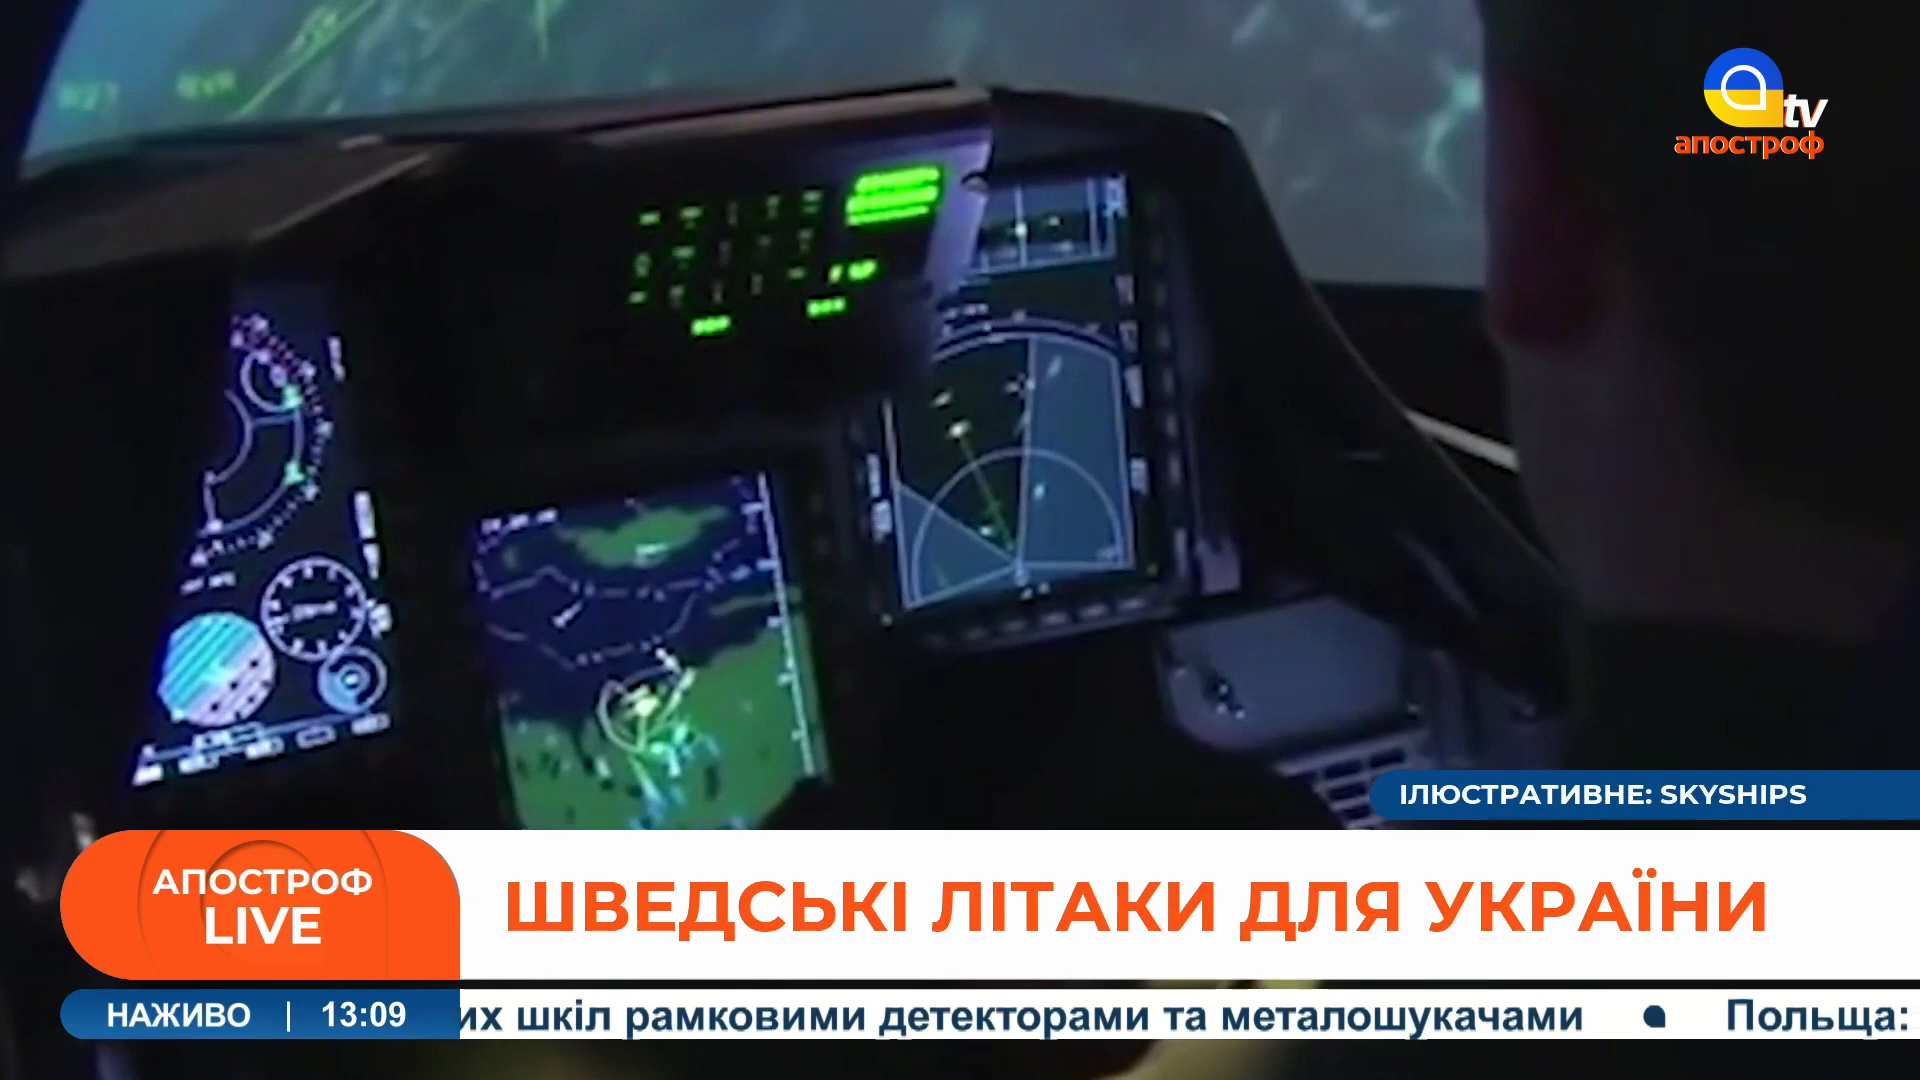 tv
апостроф
ІЛЮСТРАТИВНЕ: SKYSHIPS
АПОСТРОФ
LIVE
ШВЕДСЬКІ ЛІТАКИ ДЛЯ УКРАЇНИ
НАЖИВО | 13:09
их шкіл рамковими детекторами та металошукачами • Польща: